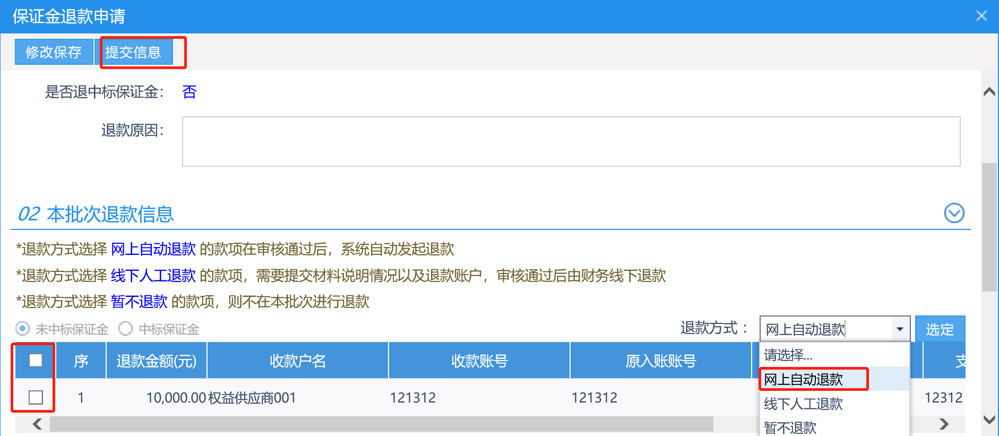 保证金退款申请
修改保存 提交信息
是否退中标保证金： 否
退款原因：
02 本批次退款信息
*退款方式选择 网上自动退款 的款项在审核通过后，系统自动发起退款
*退款方式选择 线下人工退款 的款项，需要提交材料说明情况以及退款账户，审核通过后由财务线下退款
*退款方式选择 暂不退款 的款项，则不在本批次进行退款
未中标保证金 中标保证金 退款方式： 网上自动退款 选定
序 退款金额(元) 收款户名 收款账号 原入账账号 支
1 10,000.00 权益供应商001 121312 121312 12312
请选择...
网上自动退款
线下人工退款
暂不退款